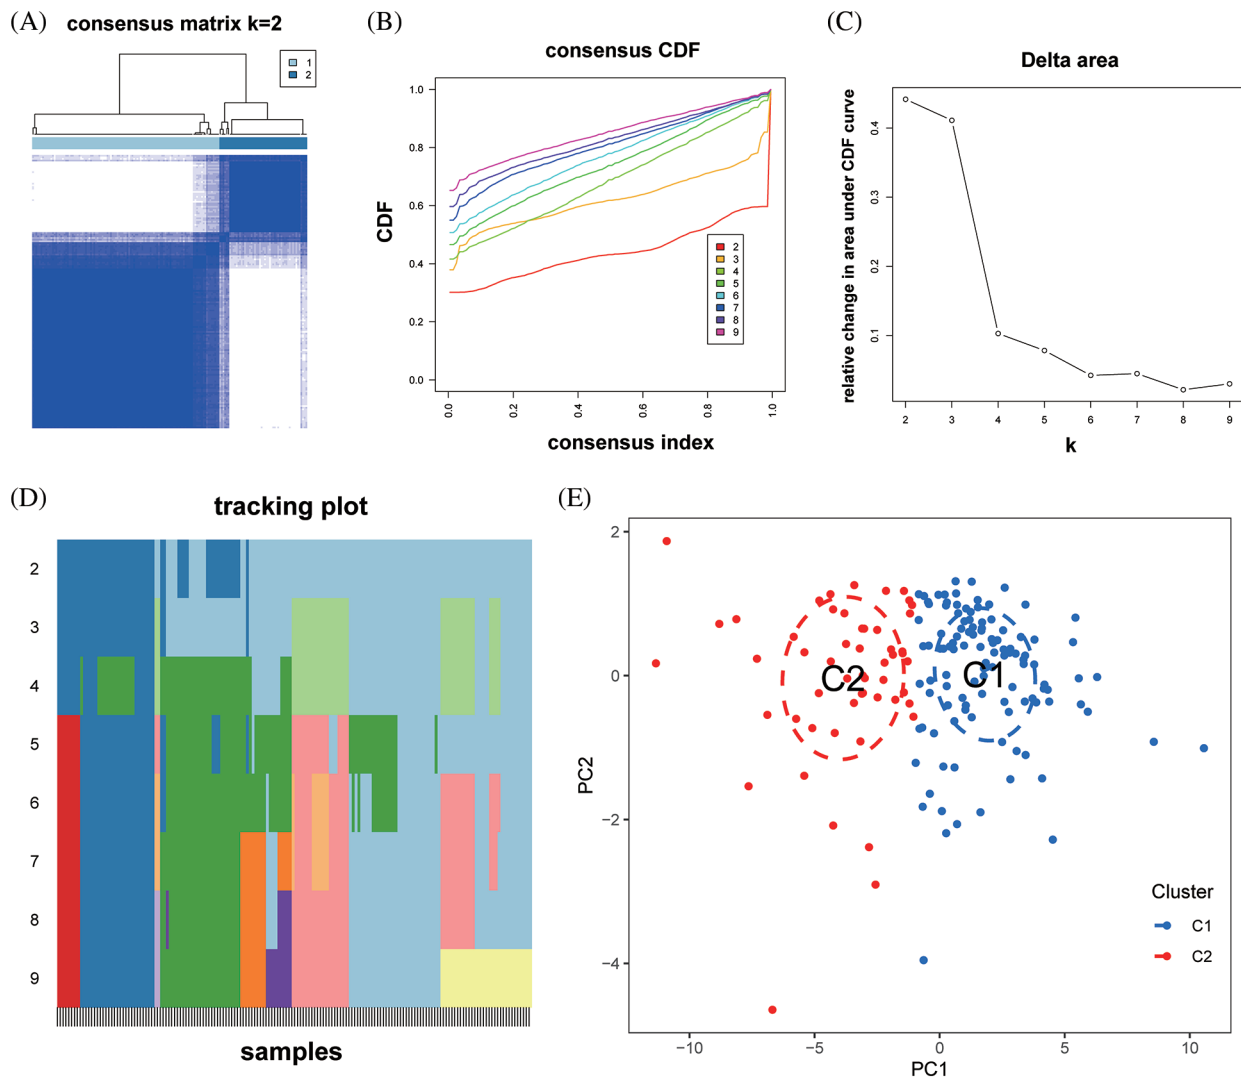 (A)
consensus matrix k=2
1
2
(B)
consensus CDF
CDF
1.0
0.8
0.6
0.4
0.2
0.0
2
3
4
5
6
7
8
9
0.0
0.2
0.4
0.6
0.8
1.0
consensus index
(C)
Delta area
relative change in area under CDF curve
0.4
0.3
0.2
0.1
2
3
4
5
6
7
8
9
k
(D)
tracking plot
2
3
4
5
6
7
8
9
samples
(E)
PC2
2
0
−2
−4
C2
C1
Cluster
C1
C2
−10
−5
0
5
10
PC1